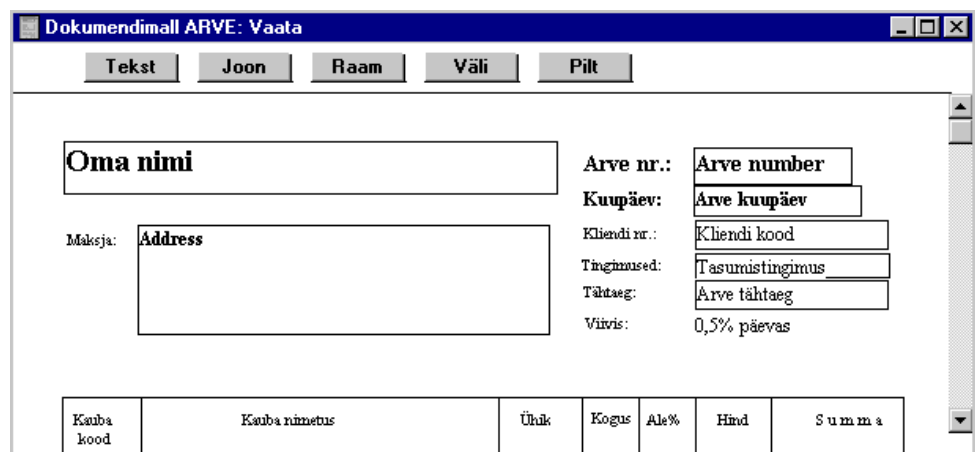 Dokumendimall ARVE: Vaata
Tekst Joon Raam Väli Pilt
Oma nimi
Arve nr.: Arve number
Kuupäev: Arve kuupäev
Maksja: Address
Kliendi nr.: Kliendi kood
Tingimused: Tasumistingimus____
Tähtaeg: Arve tähtaeg
Viivis: 0,5% päevas
Kauba Kauba nimetus Ühik Kogus Ale% Hind S u m m a
kood